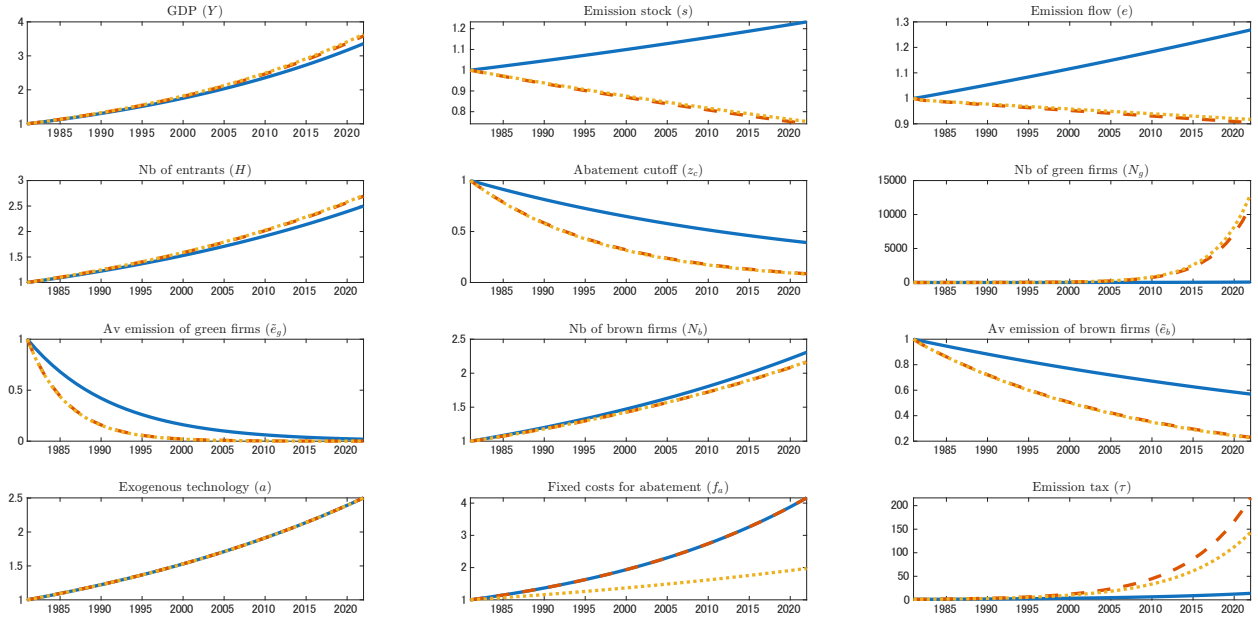 GDP (Y)
4
3
2
1
1985 1990 1995 2000 2005 2010 2015 2020
Emission stock (s)
1.2
1
0.8
1985 1990 1995 2000 2005 2010 2015 2020
Emission flow (e)
1.3
1.2
1.1
1
0.9
1985 1990 1995 2000 2005 2010 2015 2020
Nb of entrants (H)
3
2.5
2
1.5
1
1985 1990 1995 2000 2005 2010 2015 2020
Abatement cutoff (z_c)
1
0.5
0
1985 1990 1995 2000 2005 2010 2015 2020
Nb of green firms (N_g)
15000
10000
5000
0
1985 1990 1995 2000 2005 2010 2015 2020
Av emission of green firms (ẽ_g)
1
0.5
0
1985 1990 1995 2000 2005 2010 2015 2020
Nb of brown firms (N_b)
2.5
2
1.5
1
1985 1990 1995 2000 2005 2010 2015 2020
Av emission of brown firms (ẽ_b)
1
0.8
0.6
0.4
0.2
1985 1990 1995 2000 2005 2010 2015 2020
Exogenous technology (a)
2.5
2
1.5
1
1985 1990 1995 2000 2005 2010 2015 2020
Fixed costs for abatement (f_a)
4
3
2
1
1985 1990 1995 2000 2005 2010 2015 2020
Emission tax (τ)
200
150
100
50
0
1985 1990 1995 2000 2005 2010 2015 2020